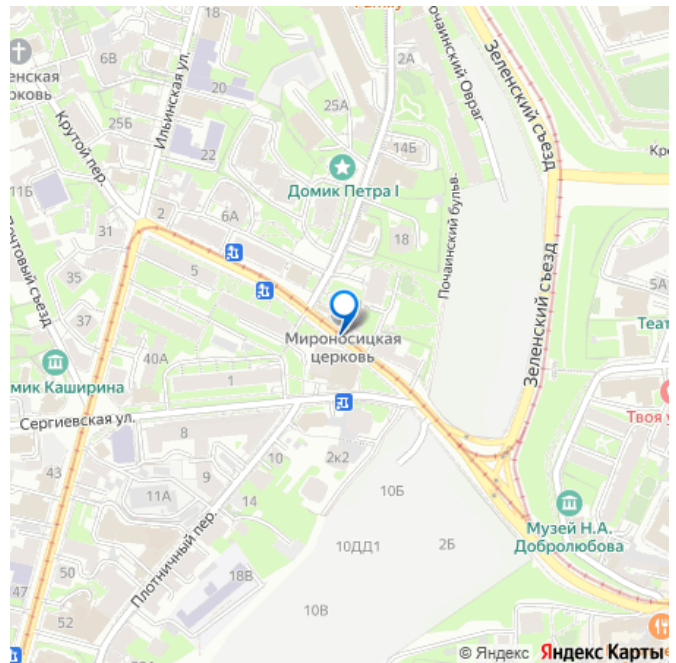 18
Family
Ильинская ул.
2А
Почаинский Овраг
Зеленский съезд
6В
20
25А
25Б
Крутой пер.
22
14Б
Домик Петра I
11Б
2
6А
31
18
Почаинский бульв.
5
35
37
5А
Зеленский съезд
Мироносицкая
церковь
40А
1
Сергиевская ул.
8
43
9
10
2к2
11А
14
10Б
Музей Н.А.
Добролюбова
10ДД1
2Б
Плотничный пер.
50
18В
10В
52
© Яндекс Яндекс Карты